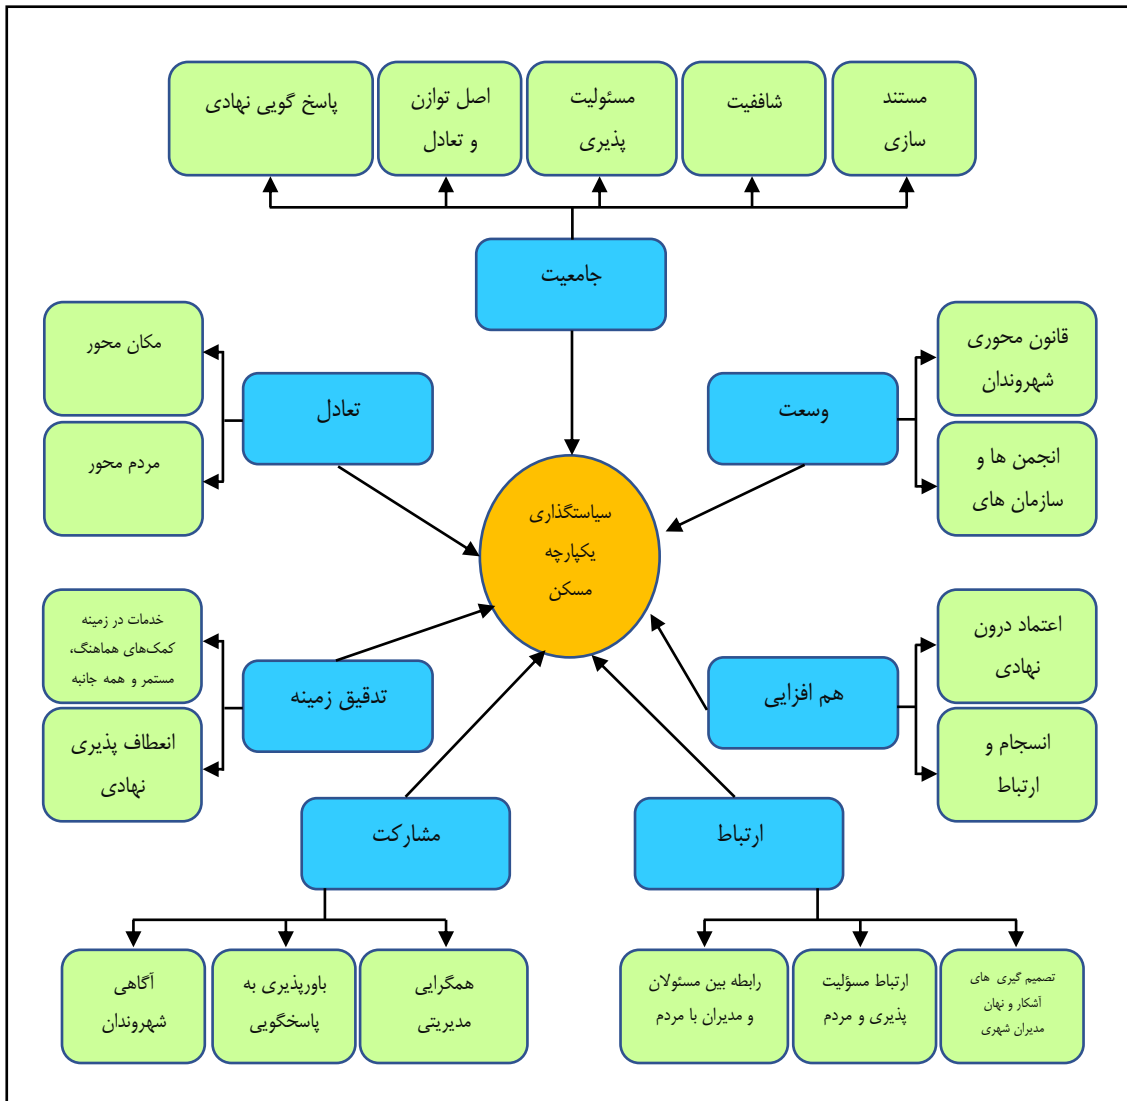 مستند
سازی
شاففیت
مسئولیت
پذیری
اصل توازن
و تعادل
پاسخ گویی نهادی
جامعیت
قانون محوری
شهروندان
انجمن ها و
سازمان های
وسعت
تعادل
مکان محور
مردم محور
سیاستگذاری
یکپارچه
مسکن
اعتماد درون
نهادی
انسجام و
ارتباط
هم افزایی
تدقیق زمینه
خدمات در زمینه
کمک‌های هماهنگ،
مستمر و همه جانبه
انعطاف پذیری
نهادی
ارتباط
مشارکت
تصمیم گیری های
آشکار و نهان
مدیران شهری
ارتباط مسؤلیت
پذیری و مردم
رابطه بین مسئولان
و مدیران با مردم
همگرایی
مدیریتی
باورپذیری به
پاسخگویی
آگاهی
شهروندان